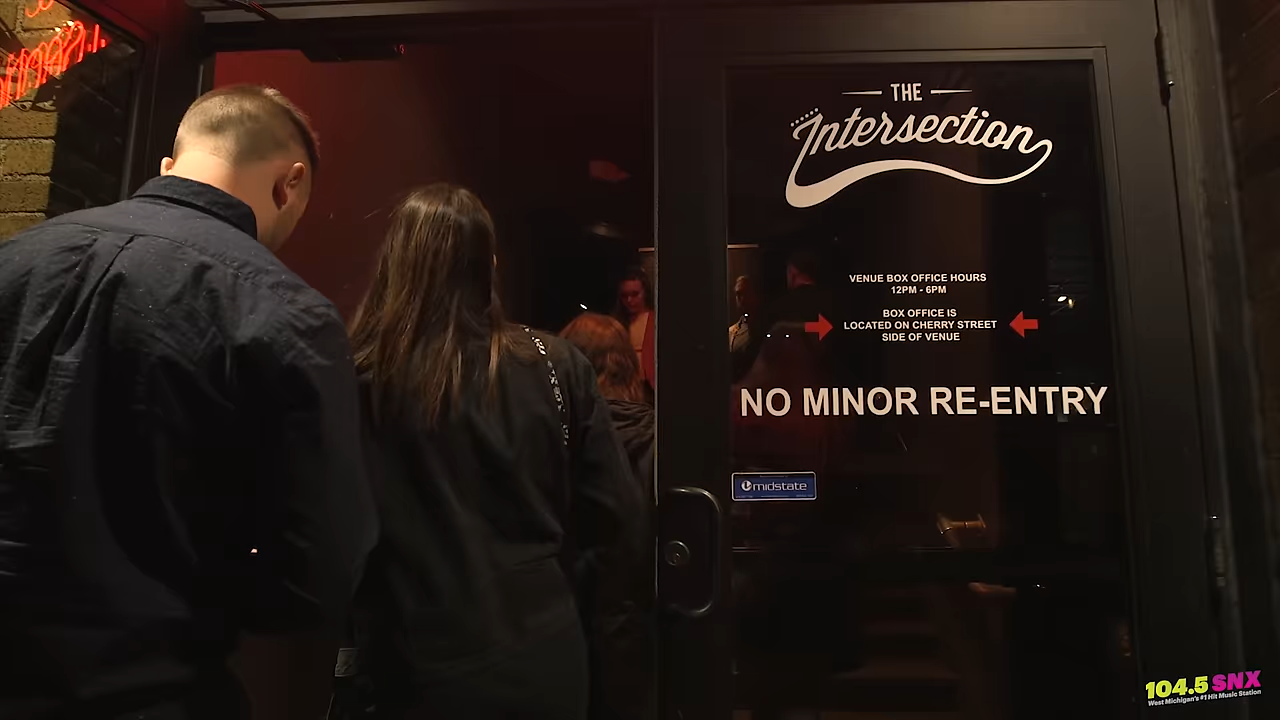 THE
Intersection
VENUE BOX OFFICE HOURS
12PM - 6PM
BOX OFFICE IS
LOCATED ON CHERRY STREET
SIDE OF VENUE
NO MINOR RE-ENTRY
midstate
104.5 SNX
West Michigan's #1 Hit Music Station